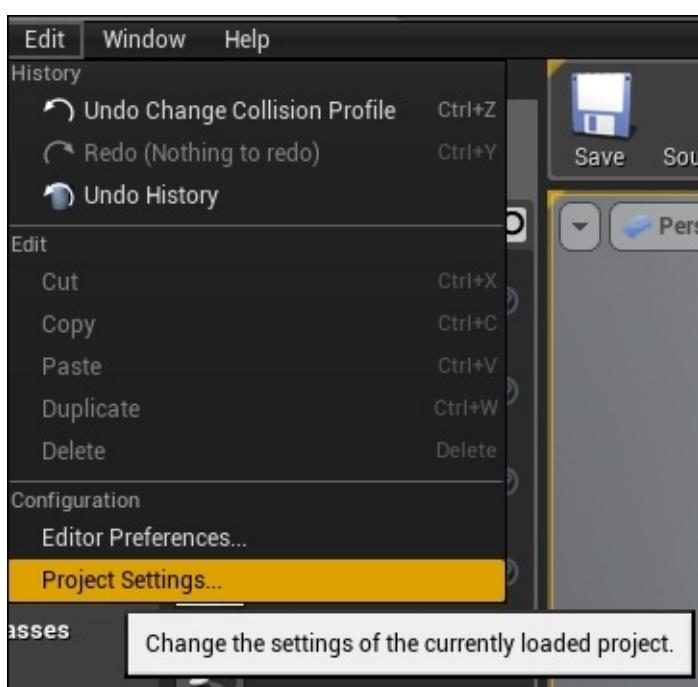 Edit Window Help
History
Undo Change Collision Profile Ctrl+Z
Redo (Nothing to redo) Ctrl+Y
Undo History
Save
Edit
Cut Ctrl+X
Copy Ctrl+C
Paste Ctrl+V
Duplicate Ctrl+W
Delete Delete
Configuration
Editor Preferences...
Project Settings...
Change the settings of the currently loaded project.